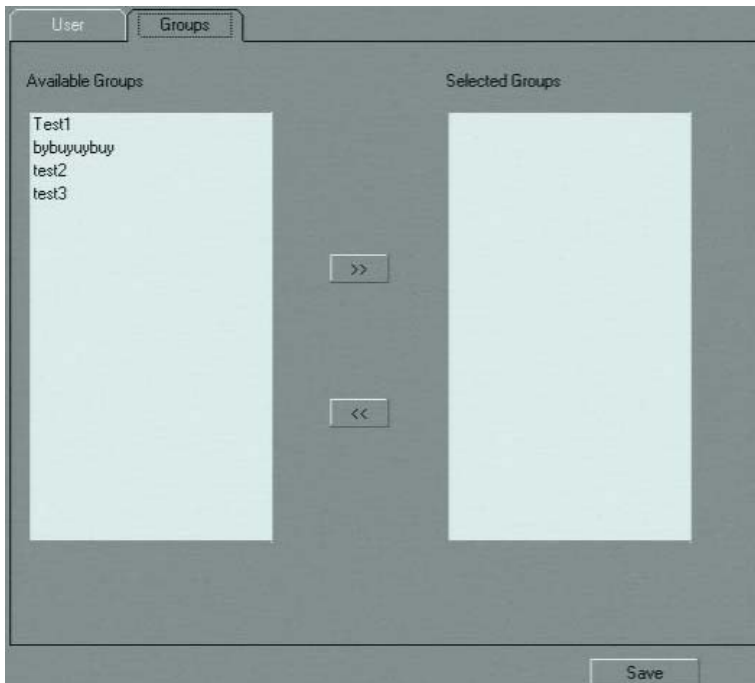 User Groups
Available Groups Selected Groups
Test1
bybuyuybuy
test2
test3
>>
<<
Save